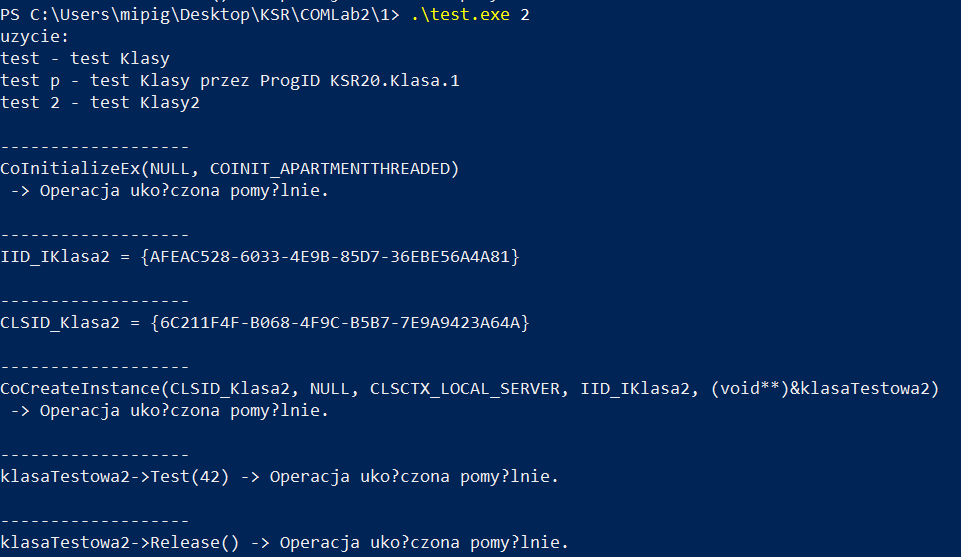 PS C:\Users\mipig\Desktop\KSR\COMLab2\1> .\test.exe 2
uzycie:
test - test Klasy
test p - test Klasy przez ProgID KSR20.Klasa.1
test 2 - test Klasy2
-------------------
CoInitializeEx(NULL, COINIT_APARTMENTTHREADED)
-> Operacja uko?czona pomy?lnie.
-------------------
IID_IKlasa2 = {AFEAC528-6033-4E9B-85D7-36EBE56A4A81}
-------------------
CLSID_Klasa2 = {6C211F4F-B068-4F9C-B5B7-7E9A9423A64A}
-------------------
CoCreateInstance(CLSID_Klasa2, NULL, CLSCTX_LOCAL_SERVER, IID_IKlasa2, (void**)&klasaTestowa2)
-> Operacja uko?czona pomy?lnie.
-------------------
klasaTestowa2->Test(42) -> Operacja uko?czona pomy?lnie.
-------------------
klasaTestowa2->Release() -> Operacja uko?czona pomy?lnie.